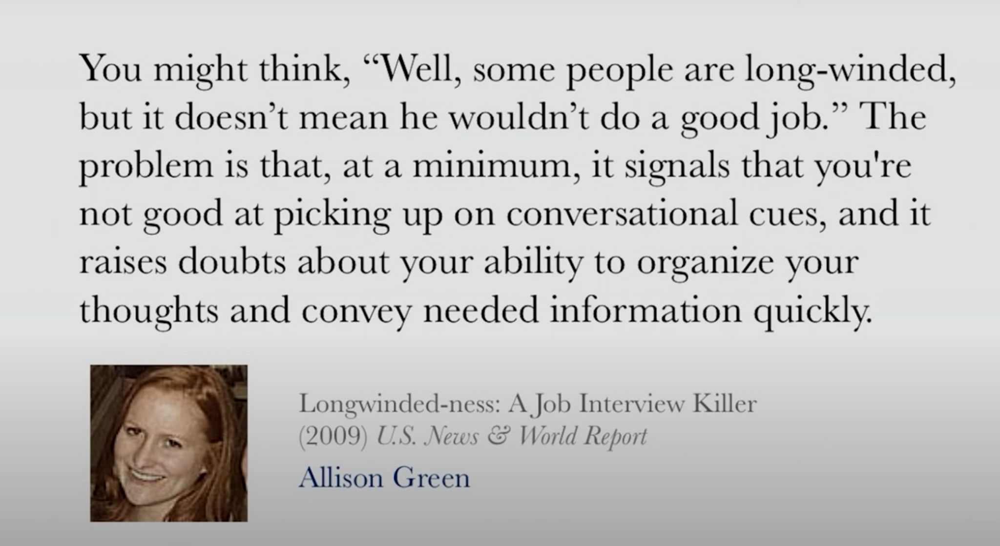 You might think, “Well, some people are long-winded,
but it doesn’t mean he wouldn’t do a good job.” The
problem is that, at a minimum, it signals that you're
not good at picking up on conversational cues, and it
raises doubts about your ability to organize your
thoughts and convey needed information quickly.
Longwinded-ness: A Job Interview Killer
(2009) U.S. News & World Report
Allison Green